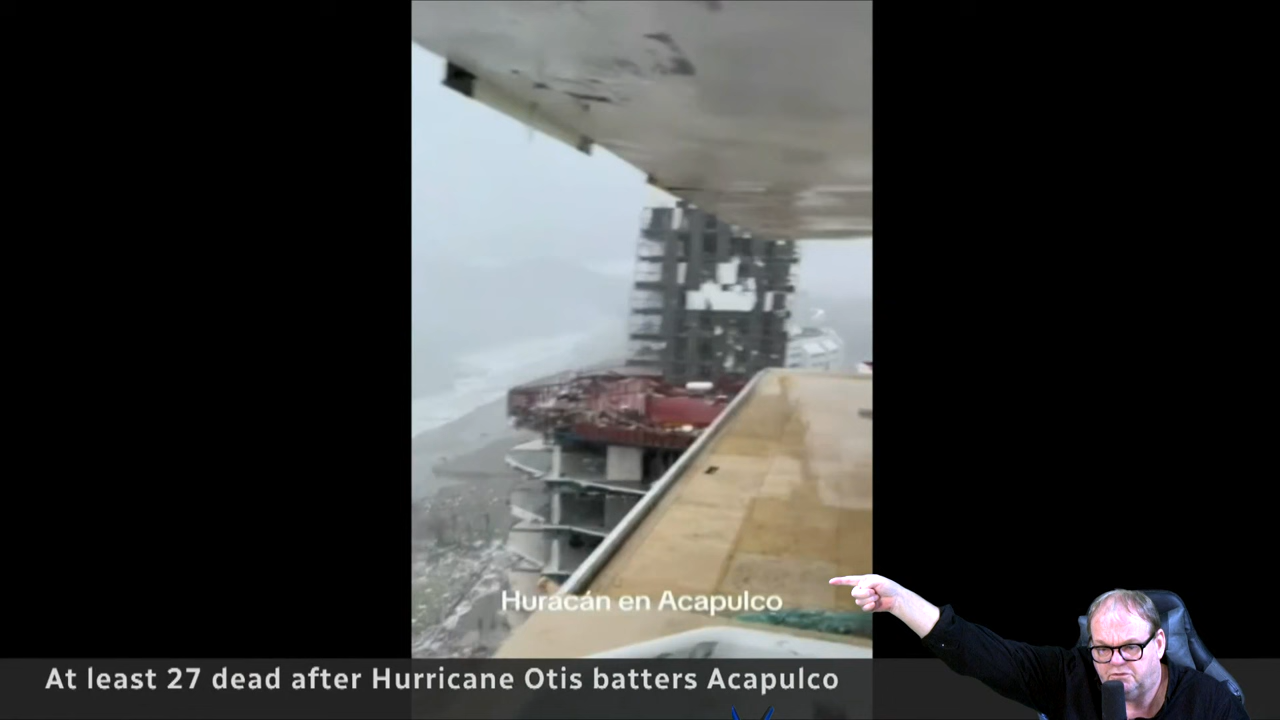 Huracán en Acapulco
At least 27 dead after Hurricane Otis batters Acapulco